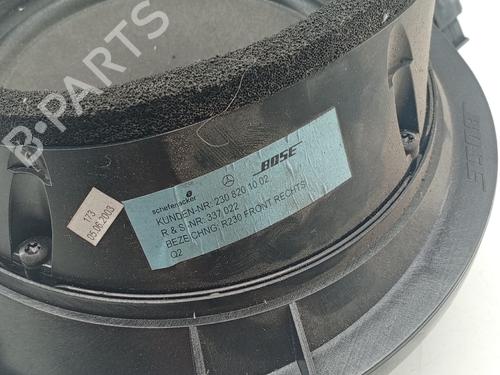 B-PARTS
schefenacker BOSE
KUNDEN-NR: 230 820 10 02
R & S-NR: 337 022
BEZEICHNG: R230 FRONT RECHTS
Q2
173
05.06.2003
BOSE